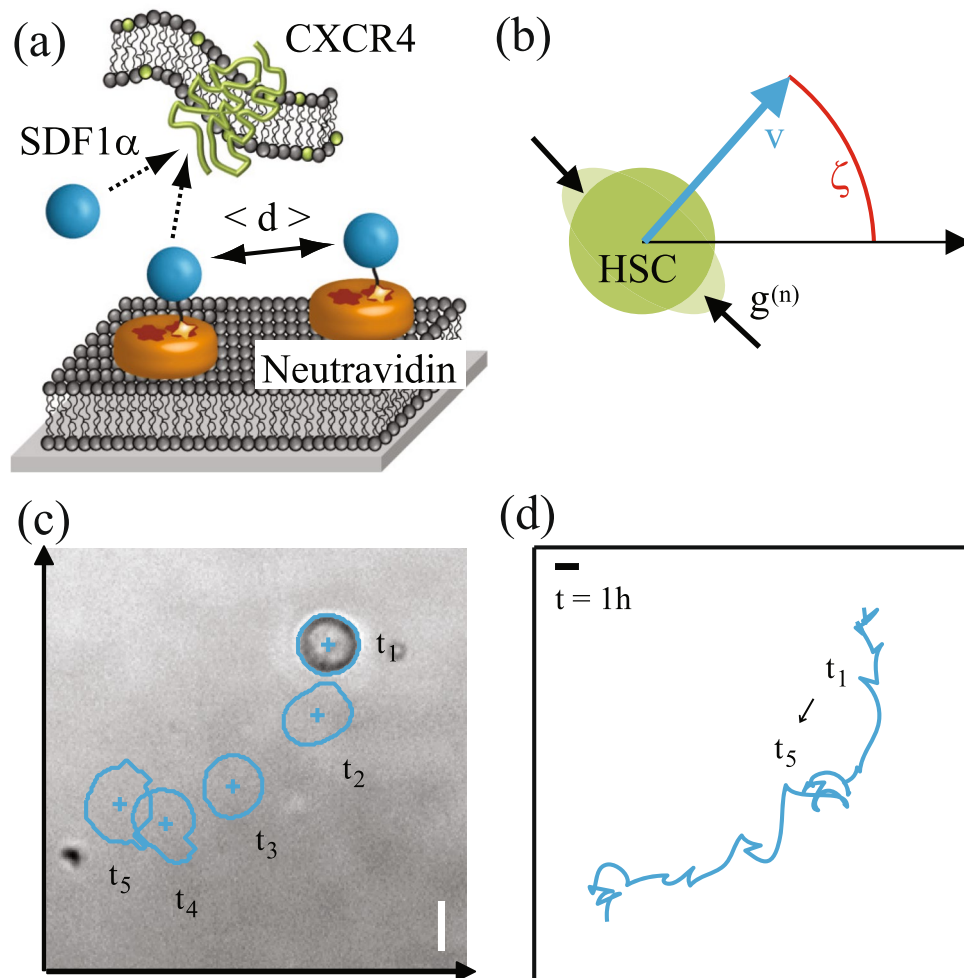 (a)
CXCR4
SDF1α
< d >
Neutravidin
(b)
v
ζ
HSC
g⁽ⁿ⁾
(c)
t₁
t₂
t₃
t₅
t₄
(d)
t = 1h
t₁
t₅